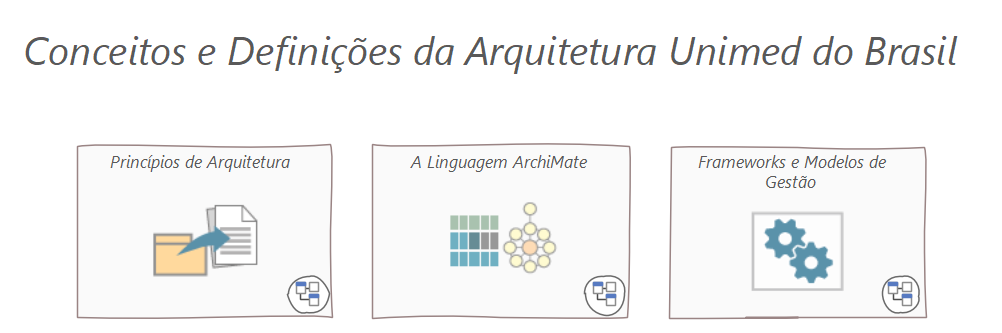 Conceitos e Definições da Arquitetura Unimed do Brasil
Princípios de Arquitetura
A Linguagem ArchiMate
Frameworks e Modelos de
Gestão